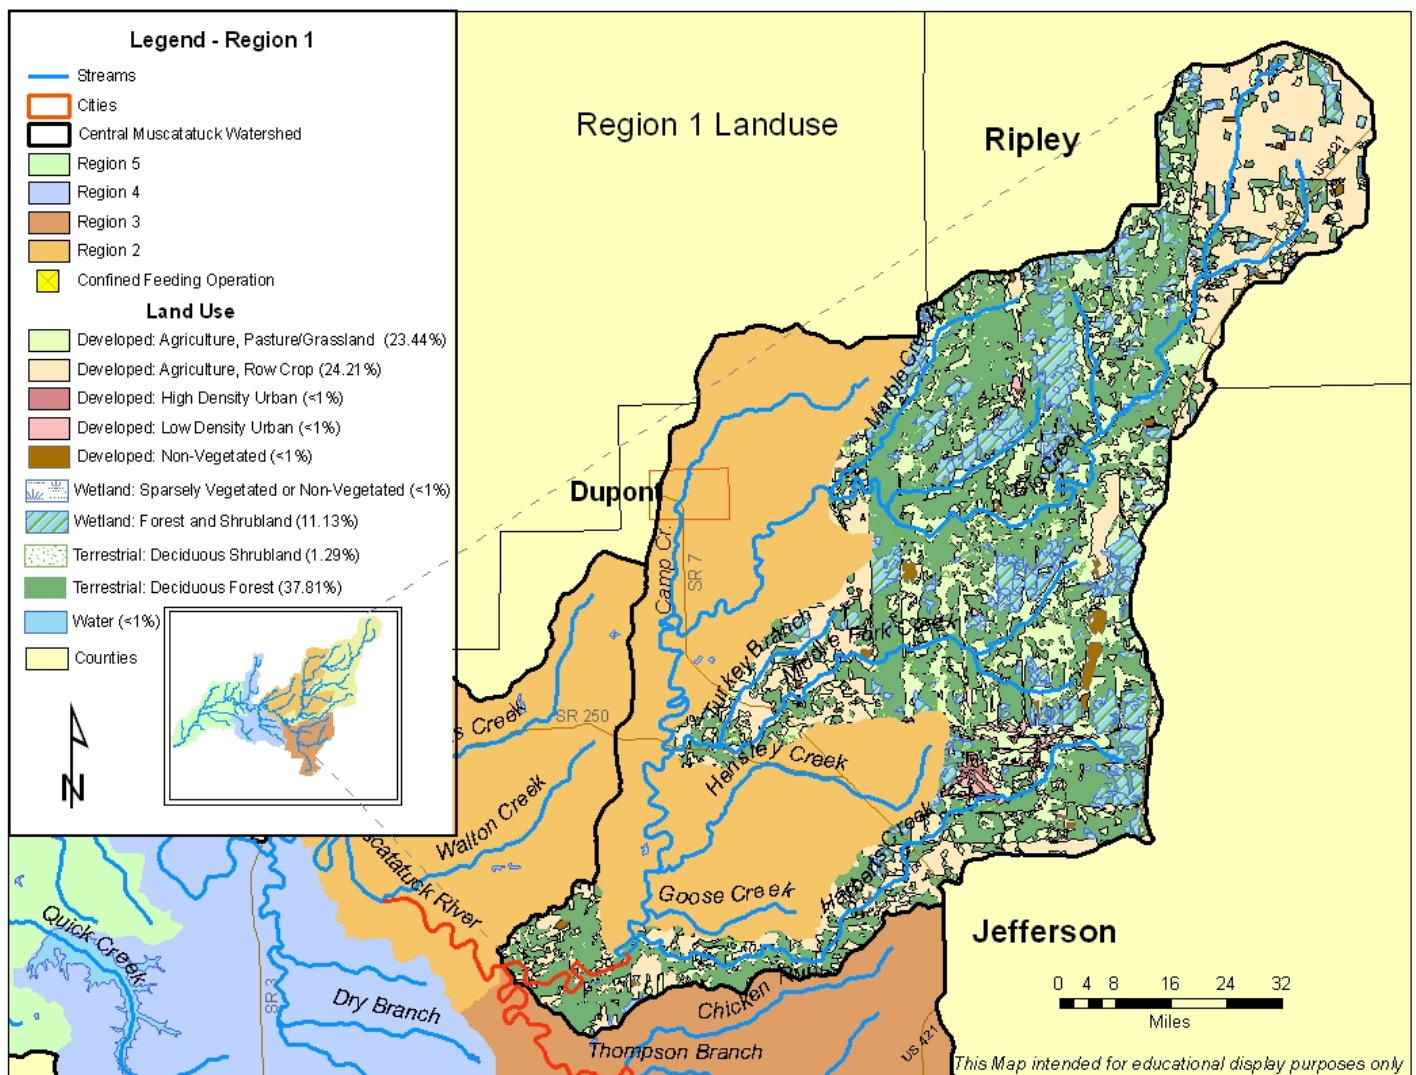 Legend - Region 1
Streams
Cities
Central Muscatatuck Watershed
Region 5
Region 4
Region 3
Region 2
Confined Feeding Operation
Land Use
Developed: Agriculture, Pasture/Grassland (23.44%)
Developed: Agriculture, Row Crop (24.21%)
Developed: High Density Urban (<1%)
Developed: Low Density Urban (<1%)
Developed: Non-Vegetated (<1%)
Wetland: Sparsely Vegetated or Non-Vegetated (<1%)
Wetland: Forest and Shrubland (11.13%)
Terrestrial: Deciduous Shrubland (1.29%)
Terrestrial: Deciduous Forest (37.81%)
Water (<1%)
Counties
N
Region 1 Landuse
Ripley
US 421
Marble Creek
Creek
Dupont
Camp Cr.
SR 7
Turkey Branch
Middle Fork Creek
s Creek
SR 250
Hensley Creek
Walton Creek
Harberts Creek
scatatuck River
Goose Creek
Quick Creek
SR 3
Dry Branch
Chicken
Thompson Branch
US 421
Jefferson
0 4 8 16 24 32
Miles
This Map intended for educational display purposes only